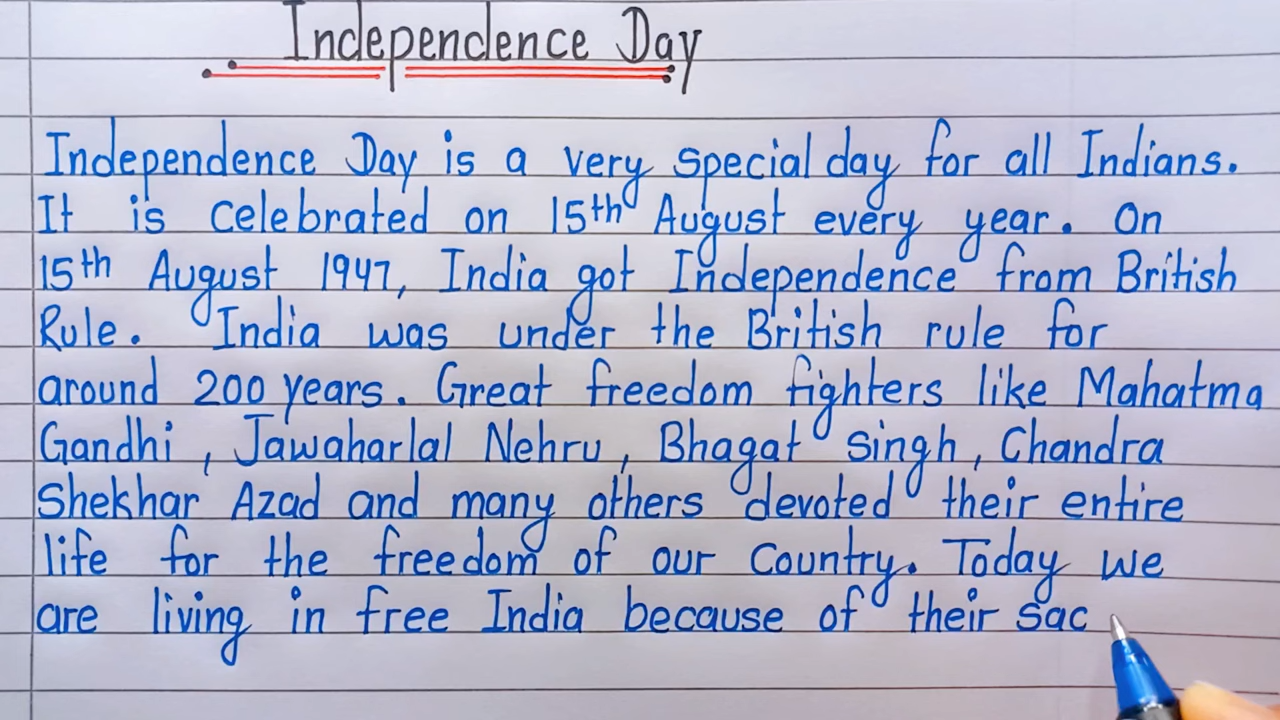 Independence Day
Independence Day is a very special day for all Indians.
It is celebrated on 15th August every year. On
15th August 1947, India got Independence from British
Rule. India was under the British rule for
around 200 years. Great freedom fighters like Mahatma
Gandhi, Jawaharlal Nehru, Bhagat Singh, Chandra
Shekhar Azad and many others devoted their entire
life for the freedom of our Country. Today we
are living in free India because of their sac